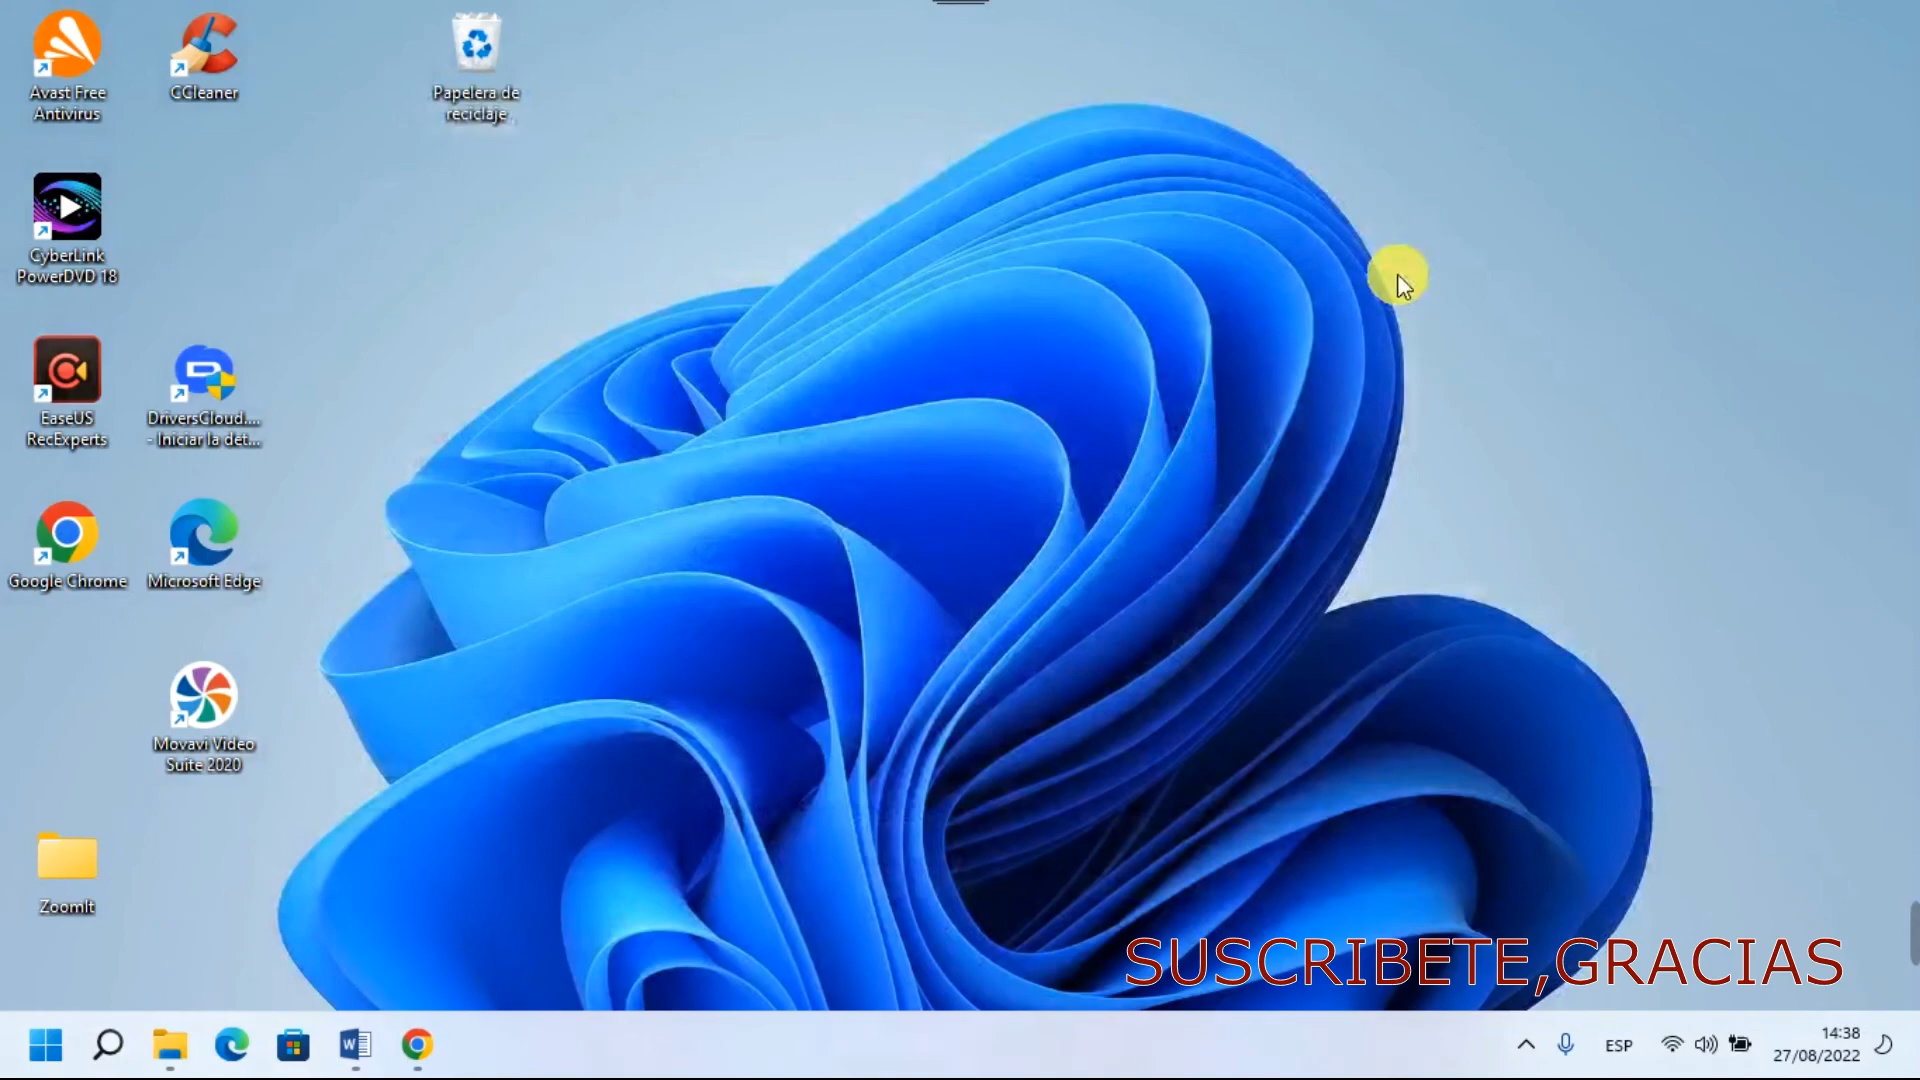 Avast Free
Antivirus
CCleaner
Papelera de
reciclaje
CyberLink
PowerDVD 18
EaseUS
RecExperts
DriversCloud....
- Iniciar la det...
Google Chrome
Microsoft Edge
Movavi Video
Suite 2020
ZoomIt
SUSCRIBETE,GRACIAS
ESP
14:38
27/08/2022